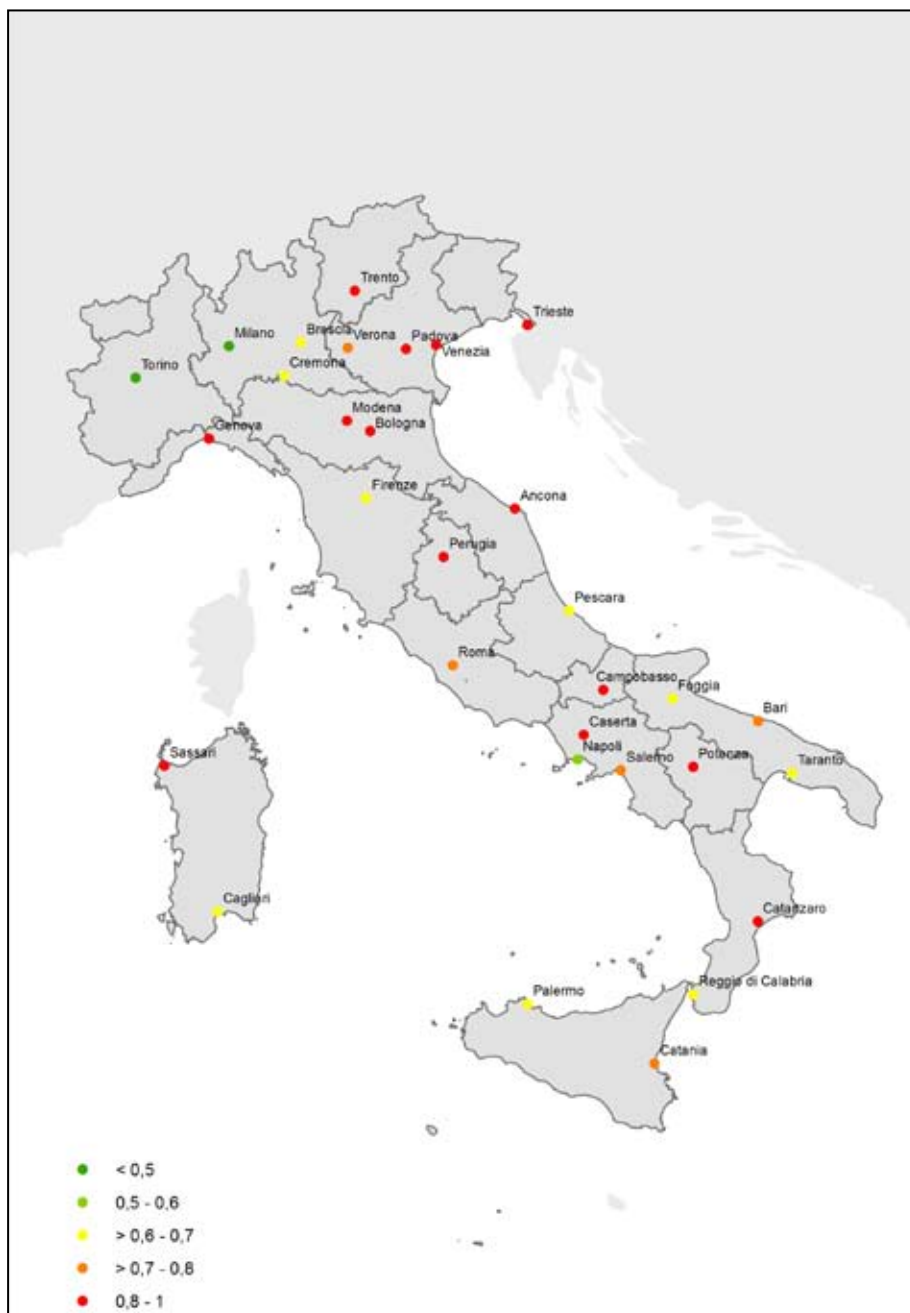 Trento
Trieste
Milano
Brescia
Verona
Padova
Venezia
Cremona
Torino
Modena
Bologna
Genova
Firenze
Ancona
Perugia
Pescara
Roma
Campobasso
Foggia
Bari
Caserta
Napoli
Salerno
Potenza
Taranto
Sassari
Cagliari
Catanzaro
Reggio di Calabria
Palermo
Catania
< 0,5
0,5 - 0,6
> 0,6 - 0,7
> 0,7 - 0,8
0,8 - 1